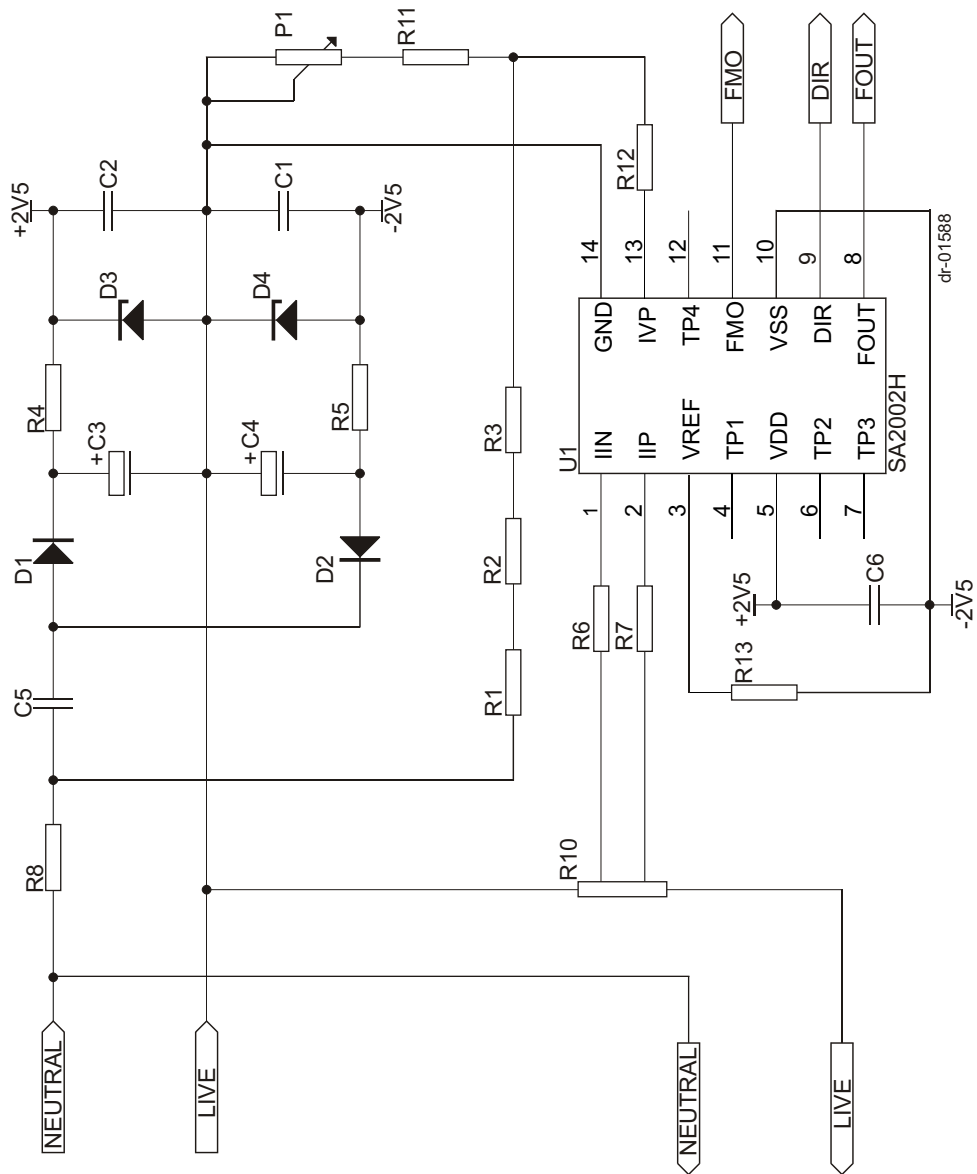 NEUTRAL
LIVE
NEUTRAL
LIVE
R8
C5
D1
D2
R4
R5
+C3
+C4
D3
D4
+2V5
C2
C1
-2V5
P1
R11
R1
R2
R3
R12
R10
R6
R7
R13
+2V5
C6
-2V5
U1
1
IIN
2
IIP
3
VREF
4
TP1
5
VDD
6
TP2
7
TP3
14
GND
13
IVP
12
TP4
11
FMO
10
VSS
9
DIR
8
FOUT
SA2002H
FMO
DIR
FOUT
dr-01588